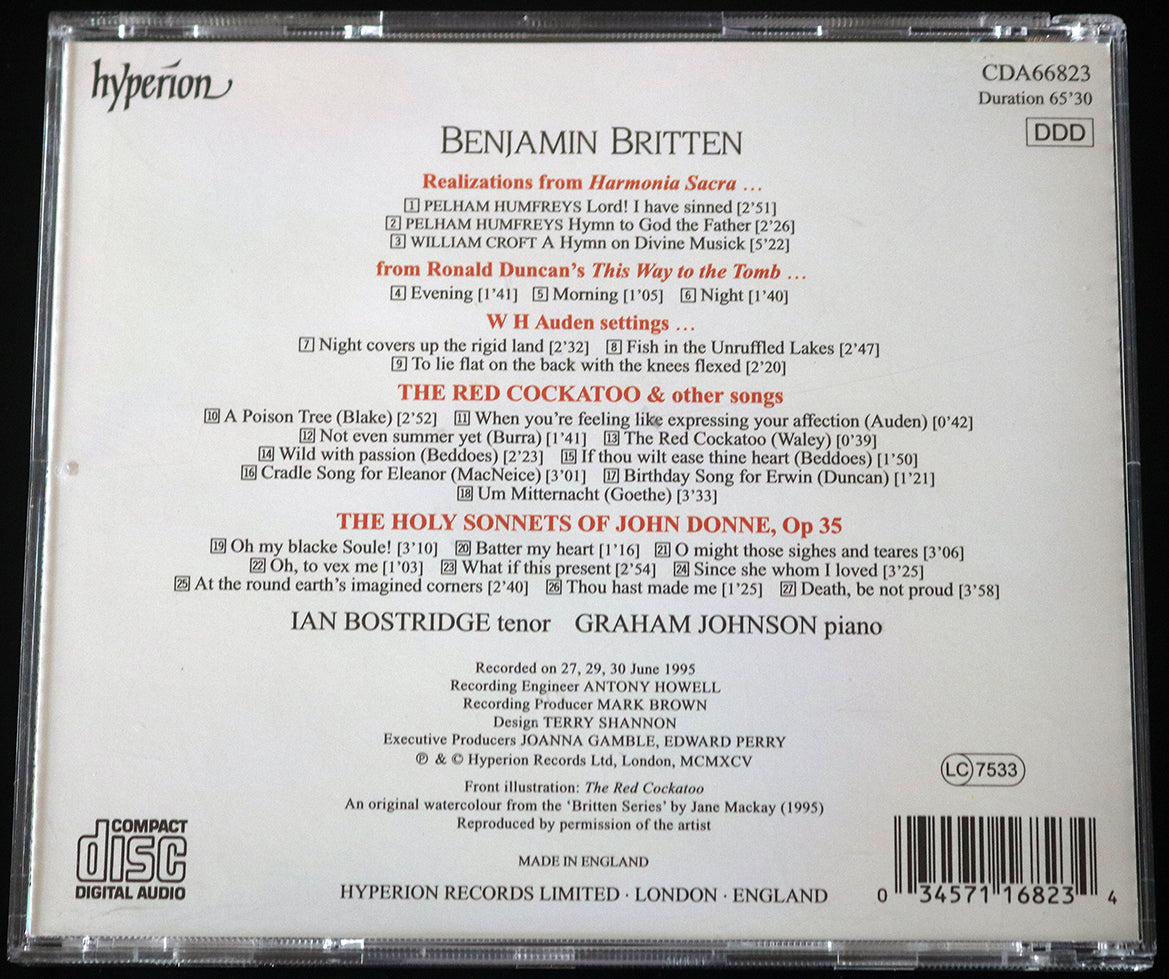 hyperion
CDA66823
Duration 65’30
DDD
BENJAMIN BRITTEN
Realizations from Harmonia Sacra …
1 PELHAM HUMFREYS Lord! I have sinned [2’51]
2 PELHAM HUMFREYS Hymn to God the Father [2’26]
3 WILLIAM CROFT A Hymn on Divine Musick [5’22]
from Ronald Duncan’s This Way to the Tomb …
4 Evening [1’41] 5 Morning [1’05] 6 Night [1’40]
W H Auden settings …
7 Night covers up the rigid land [2’32] 8 Fish in the Unruffled Lakes [2’47]
9 To lie flat on the back with the knees flexed [2’20]
THE RED COCKATOO & other songs
10 A Poison Tree (Blake) [2’52] 11 When you’re feeling like expressing your affection (Auden) [0’42]
12 Not even summer yet (Burra) [1’41] 13 The Red Cockatoo (Waley) [0’39]
14 Wild with passion (Beddoes) [2’23] 15 If thou wilt ease thine heart (Beddoes) [1’50]
16 Cradle Song for Eleanor (MacNeice) [3’01] 17 Birthday Song for Erwin (Duncan) [1’21]
18 Um Mitternacht (Goethe) [3’33]
THE HOLY SONNETS OF JOHN DONNE, Op 35
19 Oh my blacke Soule! [3’10] 20 Batter my heart [1’16] 21 O might those sighes and teares [3’06]
22 Oh, to vex me [1’03] 23 What if this present [2’54] 24 Since she whom I loved [3’25]
25 At the round earth’s imagined corners [2’40] 26 Thou hast made me [1’25] 27 Death, be not proud [3’58]
IAN BOSTRIDGE tenor GRAHAM JOHNSON piano
Recorded on 27, 29, 30 June 1995
Recording Engineer ANTONY HOWELL
Recording Producer MARK BROWN
Design TERRY SHANNON
Executive Producers JOANNA GAMBLE, EDWARD PERRY
℗ & © Hyperion Records Ltd, London, MCMXCV
Front illustration: The Red Cockatoo
An original watercolour from the ‘Britten Series’ by Jane Mackay (1995)
Reproduced by permission of the artist
MADE IN ENGLAND
HYPERION RECORDS LIMITED · LONDON · ENGLAND
COMPACT
disc
DIGITAL AUDIO
LC 7533
0 34571 16823 4